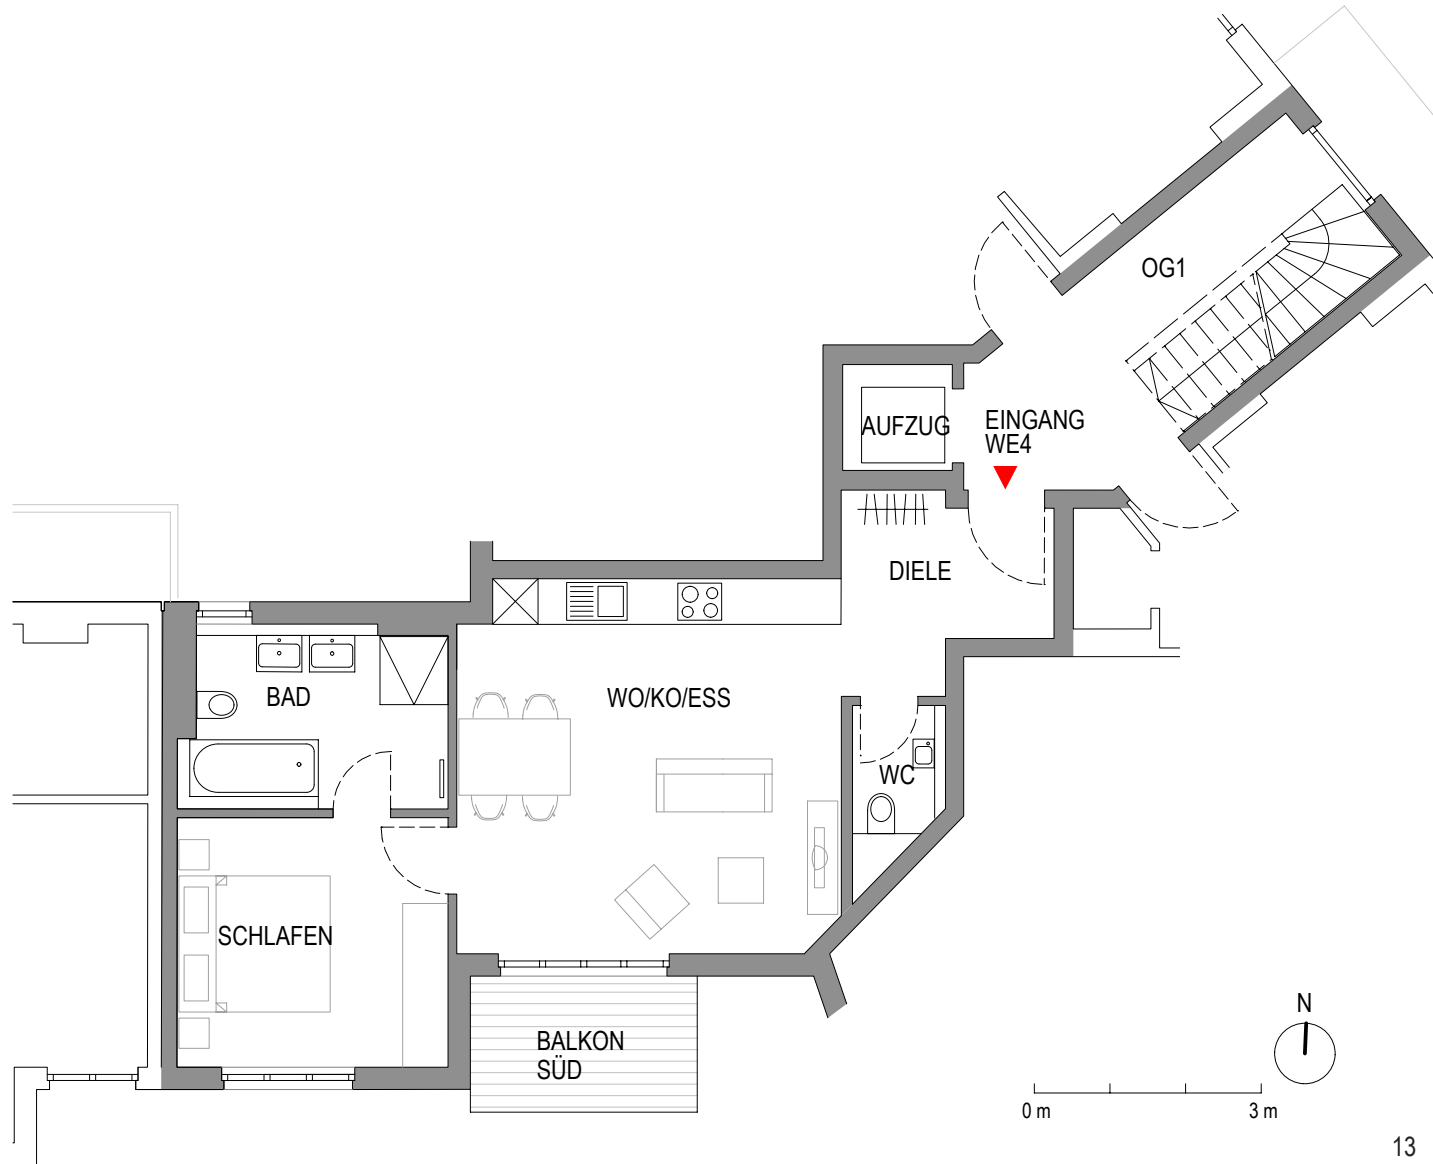 OG1
AUFZUG
EINGANG
WE4
DIELE
BAD
WO/KO/ESS
WC
SCHLAFEN
BALKON
SÜD
N
0 m
3 m
13